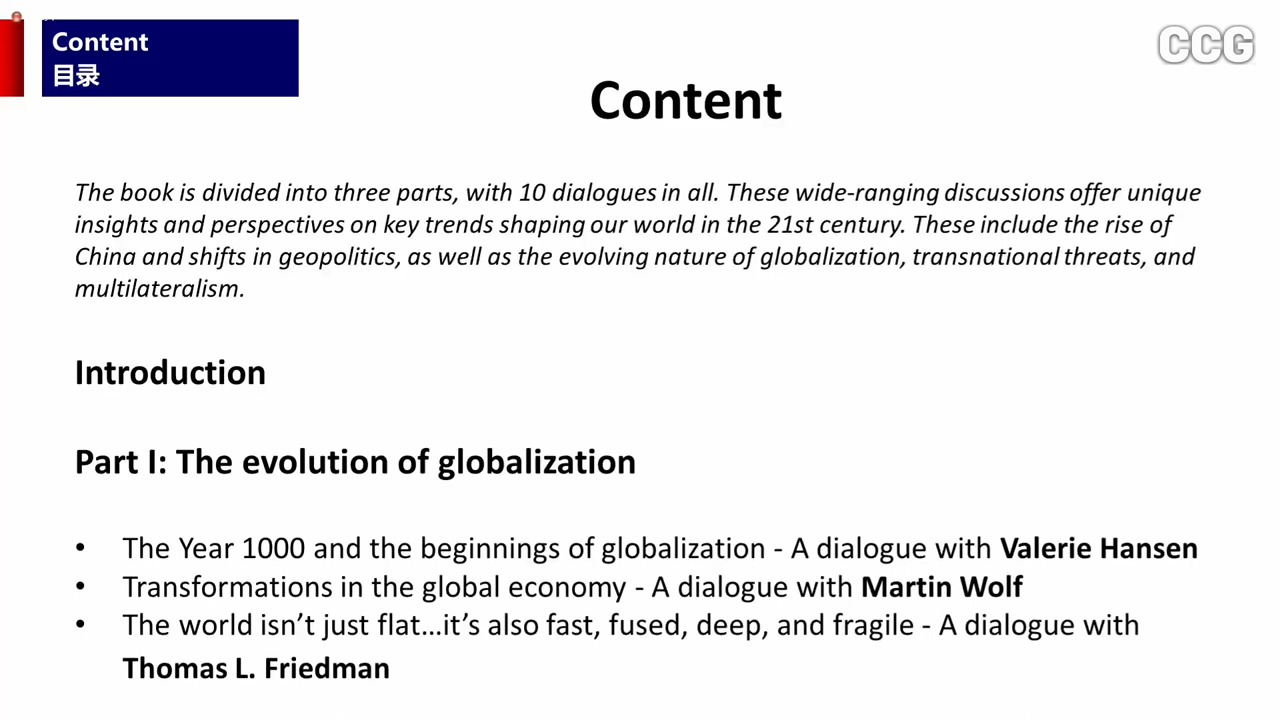 Content
目录
CCG
Content
The book is divided into three parts, with 10 dialogues in all. These wide-ranging discussions offer unique
insights and perspectives on key trends shaping our world in the 21st century. These include the rise of
China and shifts in geopolitics, as well as the evolving nature of globalization, transnational threats, and
multilateralism.
Introduction
Part I: The evolution of globalization
• The Year 1000 and the beginnings of globalization - A dialogue with Valerie Hansen
• Transformations in the global economy - A dialogue with Martin Wolf
• The world isn’t just flat…it’s also fast, fused, deep, and fragile - A dialogue with
Thomas L. Friedman